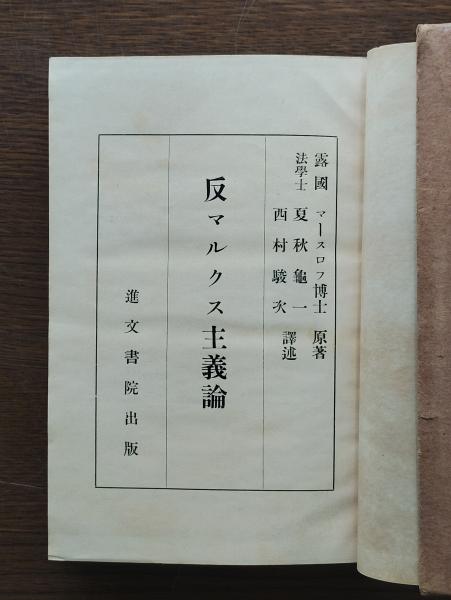 露國 マースロフ博士 原著
法學士 夏秋龜一
西村駿次 譯述
反マルクス主義論
進文書院出版